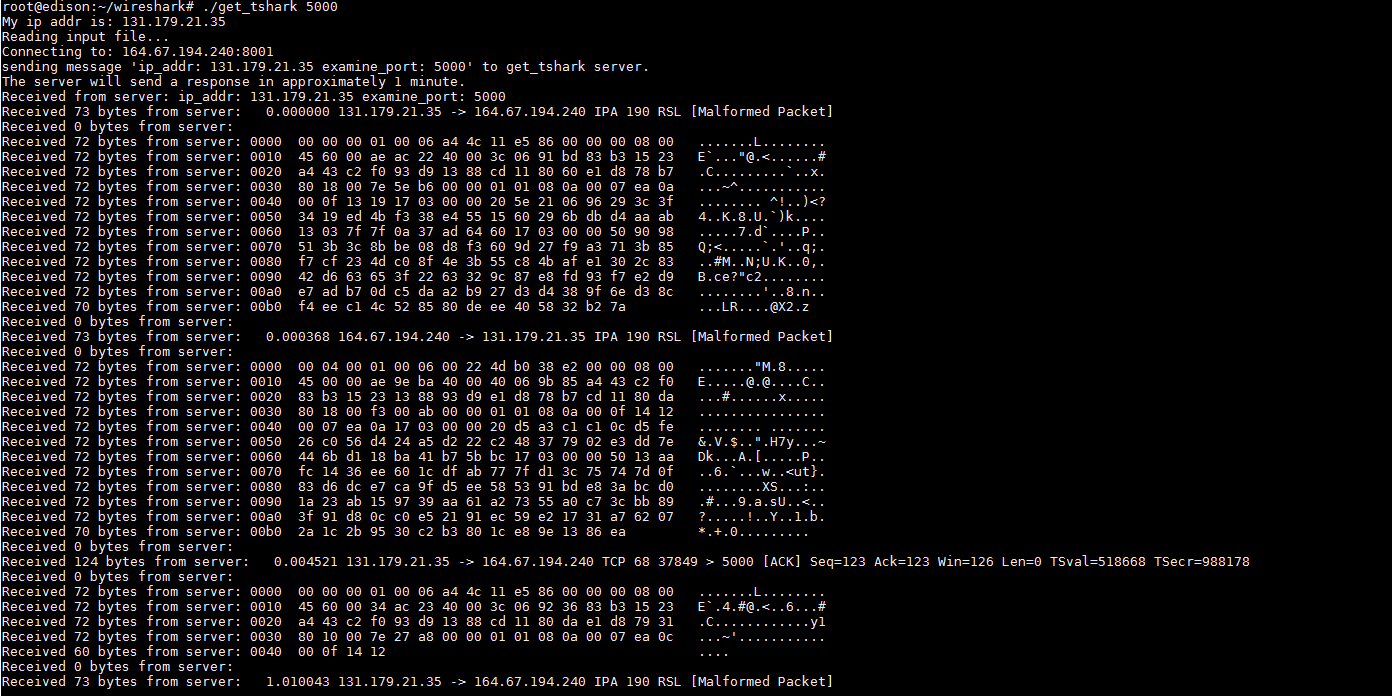 root@edison:~/wireshark# ./get_tshark 5000
My ip addr is: 131.179.21.35
Reading input file...
Connecting to: 164.67.194.240:8001
sending message 'ip_addr: 131.179.21.35 examine_port: 5000' to get_tshark server.
The server will send a response in approximately 1 minute.
Received from server: ip_addr: 131.179.21.35 examine_port: 5000
Received 73 bytes from server:   0.000000 131.179.21.35 -> 164.67.194.240 IPA 190 RSL [Malformed Packet]
Received 0 bytes from server:
Received 72 bytes from server: 0000  00 00 00 01 00 06 a4 4c 11 e5 86 00 00 00 08 00   .......L........
Received 72 bytes from server: 0010  45 60 00 ae ac 22 40 00 3c 06 91 bd 83 b3 15 23   E`..."@.<......#
Received 72 bytes from server: 0020  a4 43 c2 f0 93 d9 13 88 cd 11 80 60 e1 d8 78 b7   .C.........`..x.
Received 72 bytes from server: 0030  80 18 00 7e 5e b6 00 00 01 01 08 0a 00 07 ea 0a   ...~^...........
Received 72 bytes from server: 0040  00 0f 13 19 17 03 00 00 20 5e 21 06 96 29 3c 3f   ........ ^!..)<?
Received 72 bytes from server: 0050  34 19 ed 4b f3 38 e4 55 15 60 29 6b db d4 aa ab   4..K.8.U.`)k....
Received 72 bytes from server: 0060  13 03 7f 7f 0a 37 ad 64 60 17 03 00 00 50 90 98   .....7.d`....P..
Received 72 bytes from server: 0070  51 3b 3c 8b be 08 d8 f3 60 9d 27 f9 a3 71 3b 85   Q;<.....`.'..q;.
Received 72 bytes from server: 0080  f7 cf 23 4d c0 8f 4e 3b 55 c8 4b af e1 30 2c 83   ..#M..N;U.K..0,.
Received 72 bytes from server: 0090  42 d6 63 65 3f 22 63 32 9c 87 e8 fd 93 f7 e2 d9   B.ce?"c2........
Received 72 bytes from server: 00a0  e7 ad b7 0d c5 da a2 b9 27 d3 d4 38 9f 6e d3 8c   ........'..8.n..
Received 70 bytes from server: 00b0  f4 ee c1 4c 52 85 80 de ee 40 58 32 b2 7a         ...LR....@X2.z
Received 0 bytes from server:
Received 73 bytes from server:   0.000368 164.67.194.240 -> 131.179.21.35 IPA 190 RSL [Malformed Packet]
Received 0 bytes from server:
Received 72 bytes from server: 0000  00 04 00 01 00 06 00 22 4d b0 38 e2 00 00 08 00   ......."M.8.....
Received 72 bytes from server: 0010  45 00 00 ae 9e ba 40 00 40 06 9b 85 a4 43 c2 f0   E.....@.@....C..
Received 72 bytes from server: 0020  83 b3 15 23 13 88 93 d9 e1 d8 78 b7 cd 11 80 da   ...#......x.....
Received 72 bytes from server: 0030  80 18 00 f3 00 ab 00 00 01 01 08 0a 00 0f 14 12   ................
Received 72 bytes from server: 0040  00 07 ea 0a 17 03 00 00 20 d5 a3 c1 c1 0c d5 fe   ........ .......
Received 72 bytes from server: 0050  26 c0 56 d4 24 a5 d2 22 c2 48 37 79 02 e3 dd 7e   &.V.$..".H7y...~
Received 72 bytes from server: 0060  44 6b d1 18 ba 41 b7 5b bc 17 03 00 00 50 13 aa   Dk...A.[.....P..
Received 72 bytes from server: 0070  fc 14 36 ee 60 1c df ab 77 7f d1 3c 75 74 7d 0f   ..6.`...w..<ut}.
Received 72 bytes from server: 0080  83 d6 dc e7 ca 9f d5 ee 58 53 91 bd e8 3a bc d0   ........XS...:..
Received 72 bytes from server: 0090  1a 23 ab 15 97 39 aa 61 a2 73 55 a0 c7 3c bb 89   .#...9.a.sU..<..
Received 72 bytes from server: 00a0  3f 91 d8 0c c0 e5 21 91 ec 59 e2 17 31 a7 62 07   ?.....!..Y..1.b.
Received 70 bytes from server: 00b0  2a 1c 2b 95 30 c2 b3 80 1c e8 9e 13 86 ea         *.+.0.........
Received 0 bytes from server:
Received 124 bytes from server:   0.004521 131.179.21.35 -> 164.67.194.240 TCP 68 37849 > 5000 [ACK] Seq=123 Ack=123 Win=126 Len=0 TSval=518668 TSecr=988178
Received 0 bytes from server:
Received 72 bytes from server: 0000  00 00 00 01 00 06 a4 4c 11 e5 86 00 00 00 08 00   .......L........
Received 72 bytes from server: 0010  45 60 00 34 ac 23 40 00 3c 06 92 36 83 b3 15 23   E`.4.#@.<..6...#
Received 72 bytes from server: 0020  a4 43 c2 f0 93 d9 13 88 cd 11 80 da e1 d8 79 31   .C............y1
Received 72 bytes from server: 0030  80 10 00 7e 27 a8 00 00 01 01 08 0a 00 07 ea 0c   ...~'...........
Received 60 bytes from server: 0040  00 0f 14 12                                       ....
Received 0 bytes from server:
Received 73 bytes from server:   1.010043 131.179.21.35 -> 164.67.194.240 IPA 190 RSL [Malformed Packet]